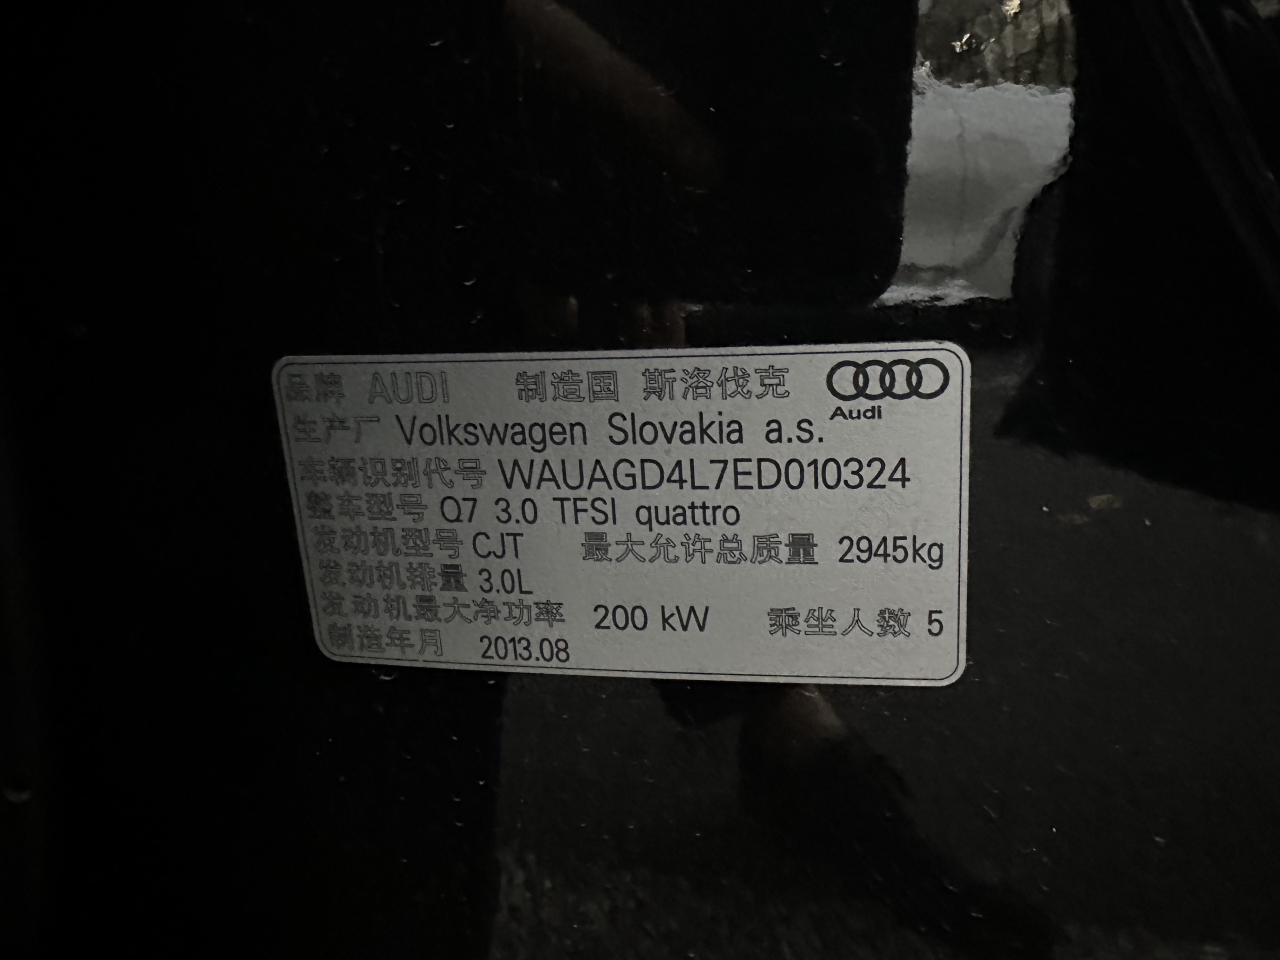 品牌 AUDI 制造国 斯洛伐克
Audi
生产厂 Volkswagen Slovakia a.s.
车辆识别代号 WAUAGD4L7ED010324
整车型号 Q7 3.0 TFSI quattro
发动机型号 CJT 最大允许总质量 2945kg
发动机排量 3.0L
发动机最大净功率 200 kW 乘坐人数 5
制造年月 2013.08